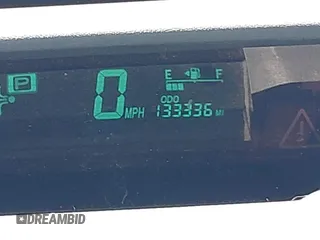 P
E F
0 MPH
ODO
133336 MI
DREAMBID